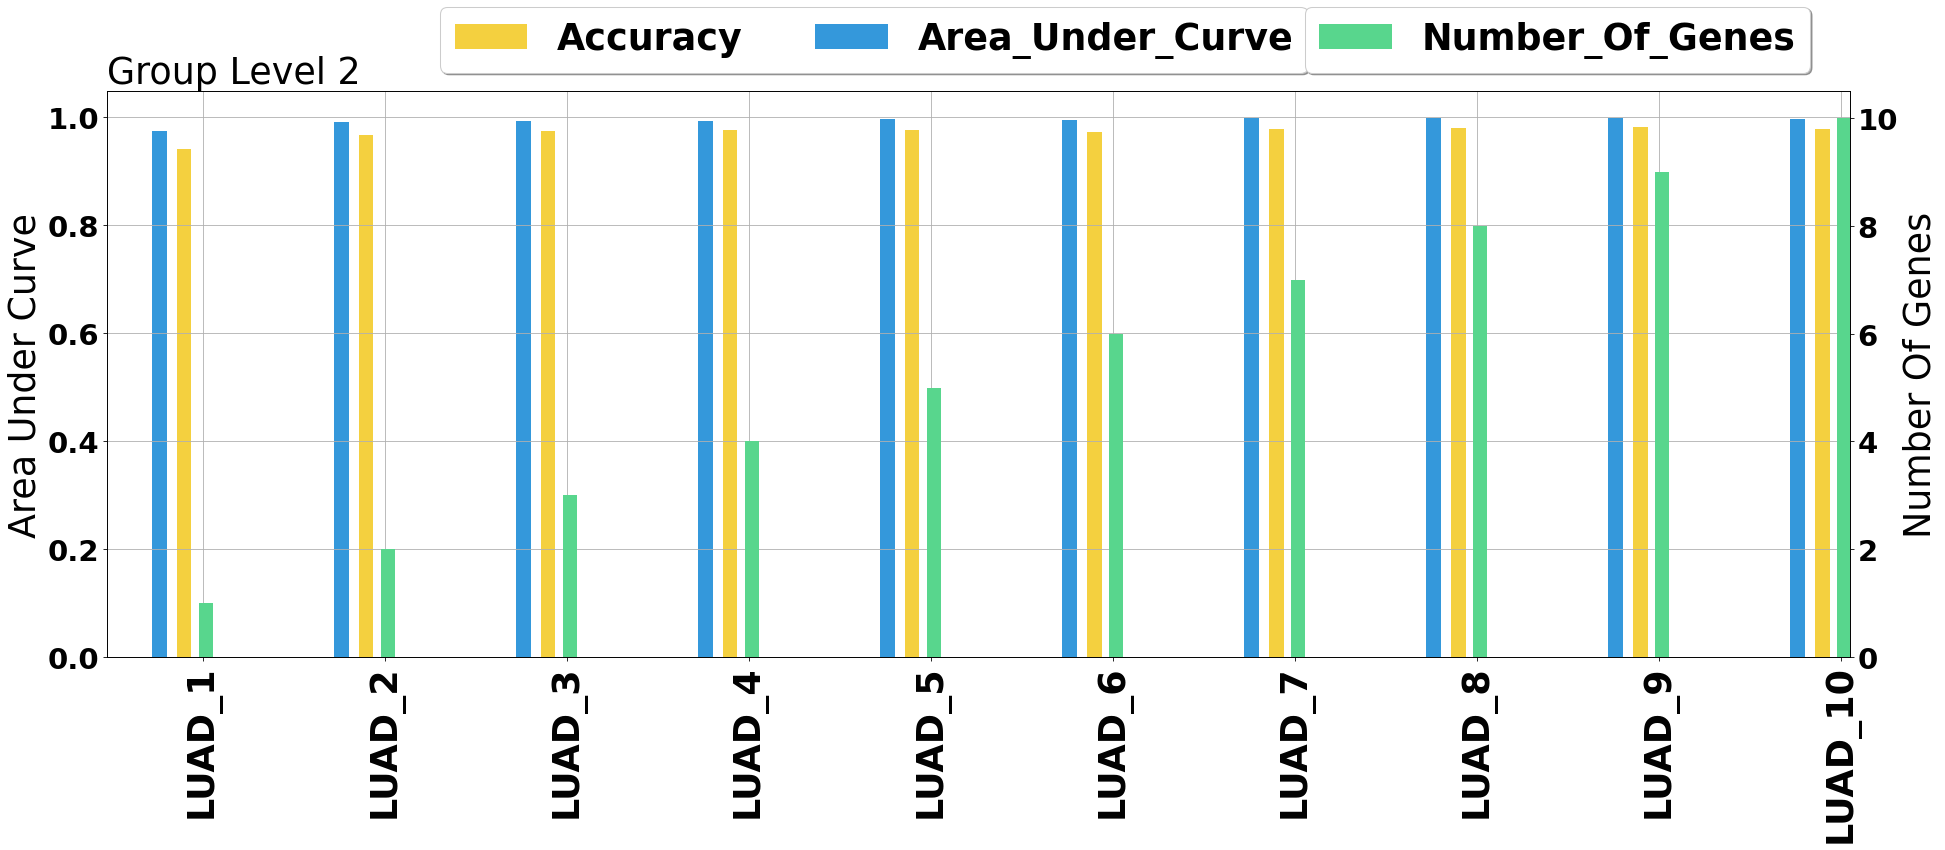 Accuracy Area_Under_Curve Number_Of_Genes
Group Level 2
1.0 10
0.8 8
0.6 6
0.4 4
0.2 2
0.0 0
Area Under Curve
Number Of Genes
LUAD_1
LUAD_2
LUAD_3
LUAD_4
LUAD_5
LUAD_6
LUAD_7
LUAD_8
LUAD_9
LUAD_10